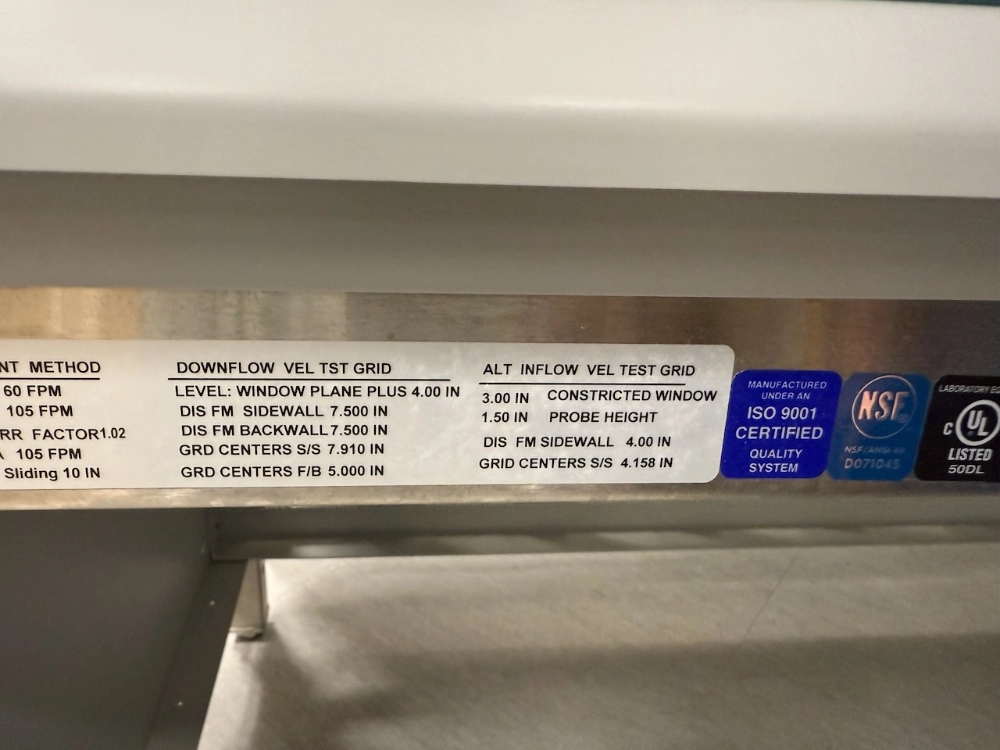 NT METHOD
60 FPM
105 FPM
RR FACTOR1.02
105 FPM
Sliding 10 IN
DOWNFLOW VEL TST GRID
LEVEL: WINDOW PLANE PLUS 4.00 IN
DIS FM SIDEWALL 7.500 IN
DIS FM BACKWALL 7.500 IN
GRD CENTERS S/S 7.910 IN
GRD CENTERS F/B 5.000 IN
ALT INFLOW VEL TEST GRID
3.00 IN CONSTRICTED WINDOW
1.50 IN PROBE HEIGHT
DIS FM SIDEWALL 4.00 IN
GRID CENTERS S/S 4.158 IN
MANUFACTURED
UNDER AN
ISO 9001
CERTIFIED
QUALITY
SYSTEM
NSF
NSF/ANSI 49
D071045
LABORATORY EQ
C UL
LISTED
50DL